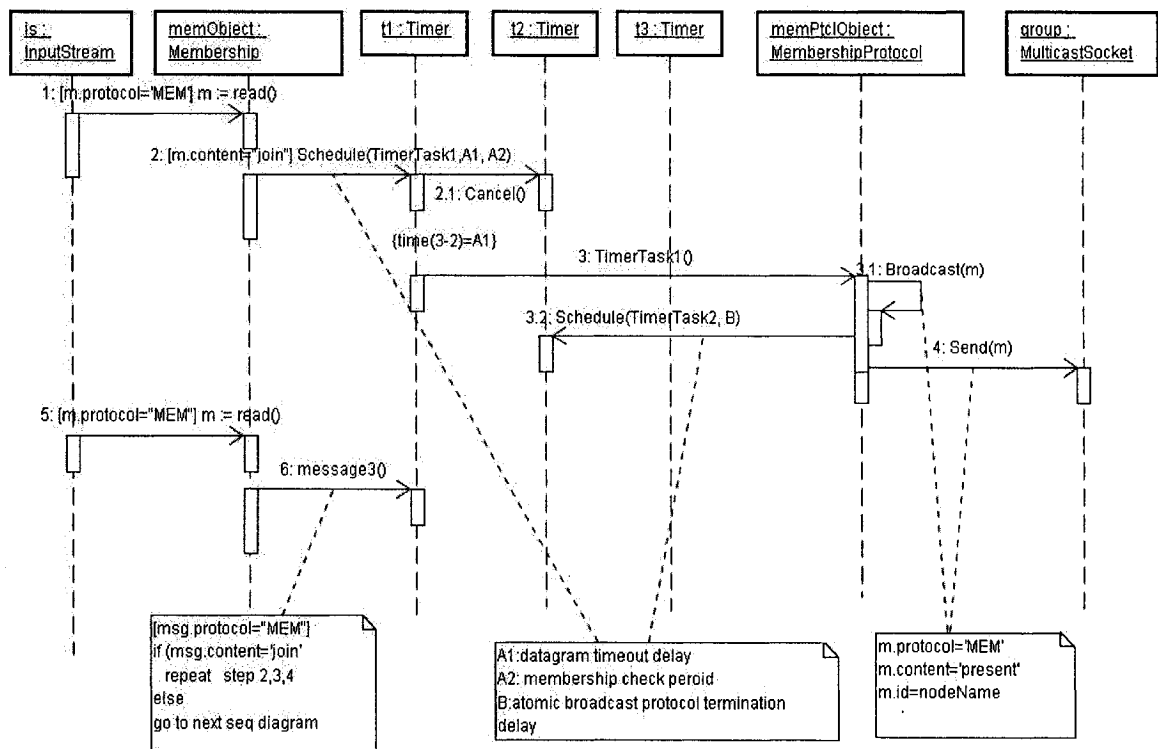 is :
InputStream
memObject :
Membership
t1 : Timer
t2 : Timer
t3 : Timer
memPtclObject :
MembershipProtocol
group :
MulticastSocket
1: [m.protocol='MEM'] m := read()
2: [m.content="join"] Schedule(TimerTask1,A1, A2)
2.1: Cancel()
{time(3-2)=A1}
3: TimerTask1()
3.1: Broadcast(m)
3.2: Schedule(TimerTask2, B)
4: Send(m)
5: [m.protocol="MEM"] m := read()
6: message3()
[msg.protocol="MEM"]
if (msg.content='join'
repeat step 2,3,4
else
go to next seq diagram
A1:datagram timeout delay
A2: membership check peroid
B:atomic broadcast protocol termination
delay
m.protocol='MEM'
m.content='present'
m.id=nodeName